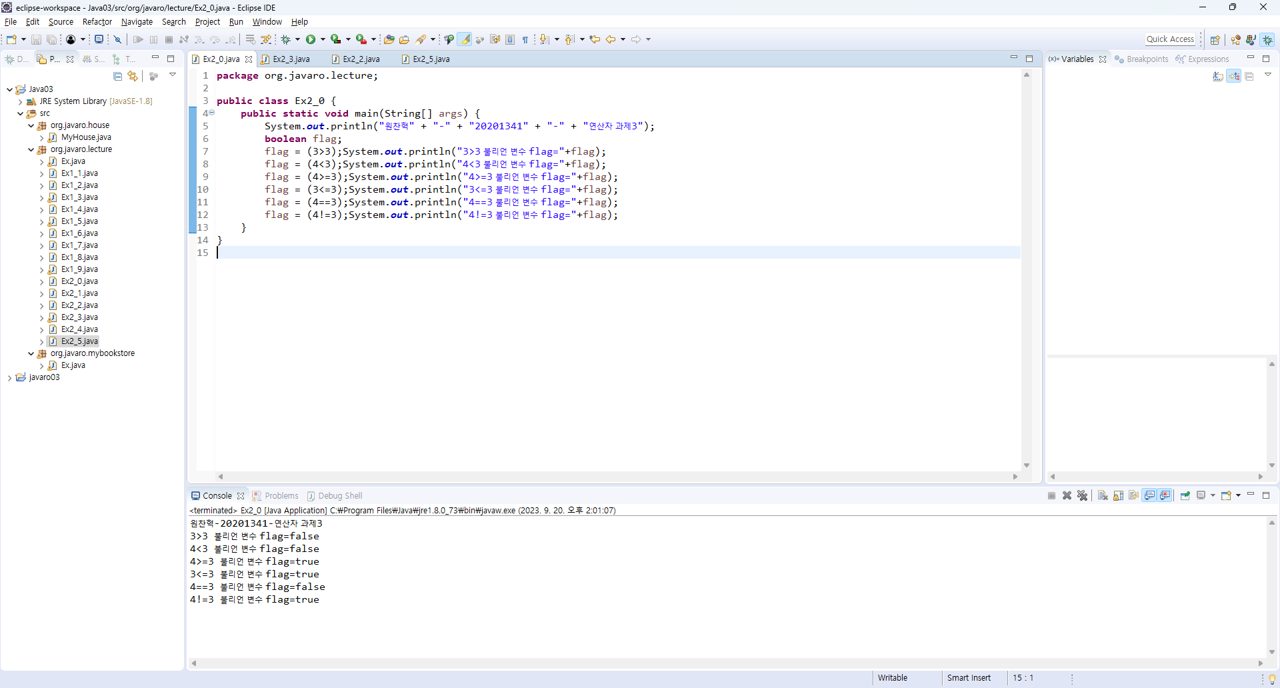 eclipse-workspace - Java03/src/org/javaro/lecture/Ex2_0.java - Eclipse IDE
File Edit Source Refactor Navigate Search Project Run Window Help
Quick Access
D... P... S... T...
Java03
JRE System Library [JavaSE-1.8]
src
org.javaro.house
MyHouse.java
org.javaro.lecture
Ex.java
Ex1_1.java
Ex1_2.java
Ex1_3.java
Ex1_4.java
Ex1_5.java
Ex1_6.java
Ex1_7.java
Ex1_8.java
Ex1_9.java
Ex2_0.java
Ex2_1.java
Ex2_2.java
Ex2_3.java
Ex2_4.java
Ex2_5.java
org.javaro.mybookstore
Ex.java
javaro03
Ex2_0.java Ex2_3.java Ex2_2.java Ex2_5.java
1 package org.javaro.lecture;
2
3 public class Ex2_0 {
4 public static void main(String[] args) {
5 System.out.println("원찬혁" + "-" + "20201341" + "-" + "연산자 과제3");
6 boolean flag;
7 flag = (3>3);System.out.println("3>3 불리언 변수 flag="+flag);
8 flag = (4<3);System.out.println("4<3 불리언 변수 flag="+flag);
9 flag = (4>=3);System.out.println("4>=3 불리언 변수 flag="+flag);
10 flag = (3<=3);System.out.println("3<=3 불리언 변수 flag="+flag);
11 flag = (4==3);System.out.println("4==3 불리언 변수 flag="+flag);
12 flag = (4!=3);System.out.println("4!=3 불리언 변수 flag="+flag);
13 }
14 }
15
(x)= Variables Breakpoints Expressions
Console Problems Debug Shell
<terminated> Ex2_0 [Java Application] C:₩Program Files₩Java₩jre1.8.0_73₩bin₩javaw.exe (2023. 9. 20. 오후 2:01:07)
원찬혁-20201341-연산자 과제3
3>3 불리언 변수 flag=false
4<3 불리언 변수 flag=false
4>=3 불리언 변수 flag=true
3<=3 불리언 변수 flag=true
4==3 불리언 변수 flag=false
4!=3 불리언 변수 flag=true
Writable Smart Insert 15 : 1